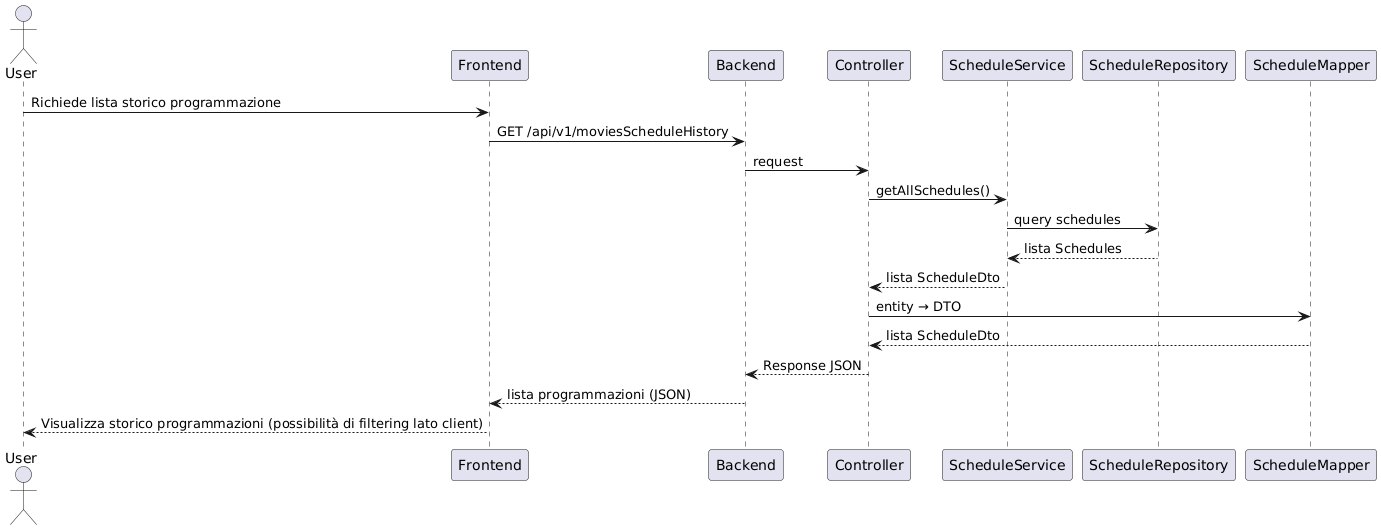 User
Frontend
Backend
Controller
ScheduleService
ScheduleRepository
ScheduleMapper
Richiede lista storico programmazione
GET /api/v1/moviesScheduleHistory
request
getAllSchedules()
query schedules
lista Schedules
lista ScheduleDto
entity → DTO
lista ScheduleDto
Response JSON
lista programmazioni (JSON)
Visualizza storico programmazioni (possibilità di filtering lato client)
User
Frontend
Backend
Controller
ScheduleService
ScheduleRepository
ScheduleMapper